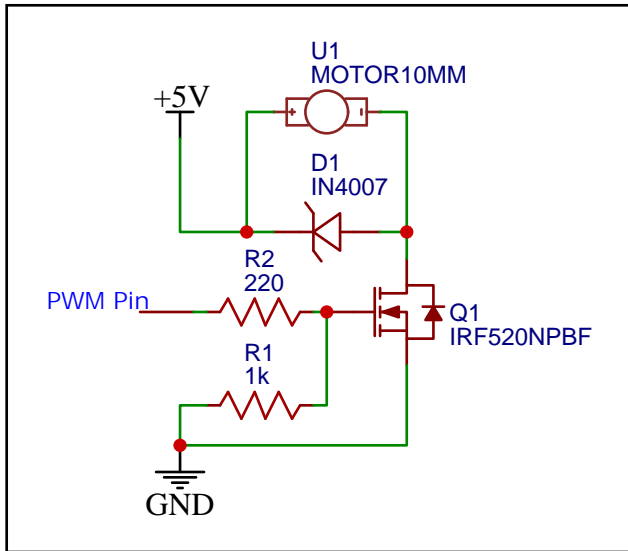 U1
MOTOR10MM
+5V
+
-
D1
IN4007
R2
220
PWM Pin
Q1
IRF520NPBF
R1
1k
GND